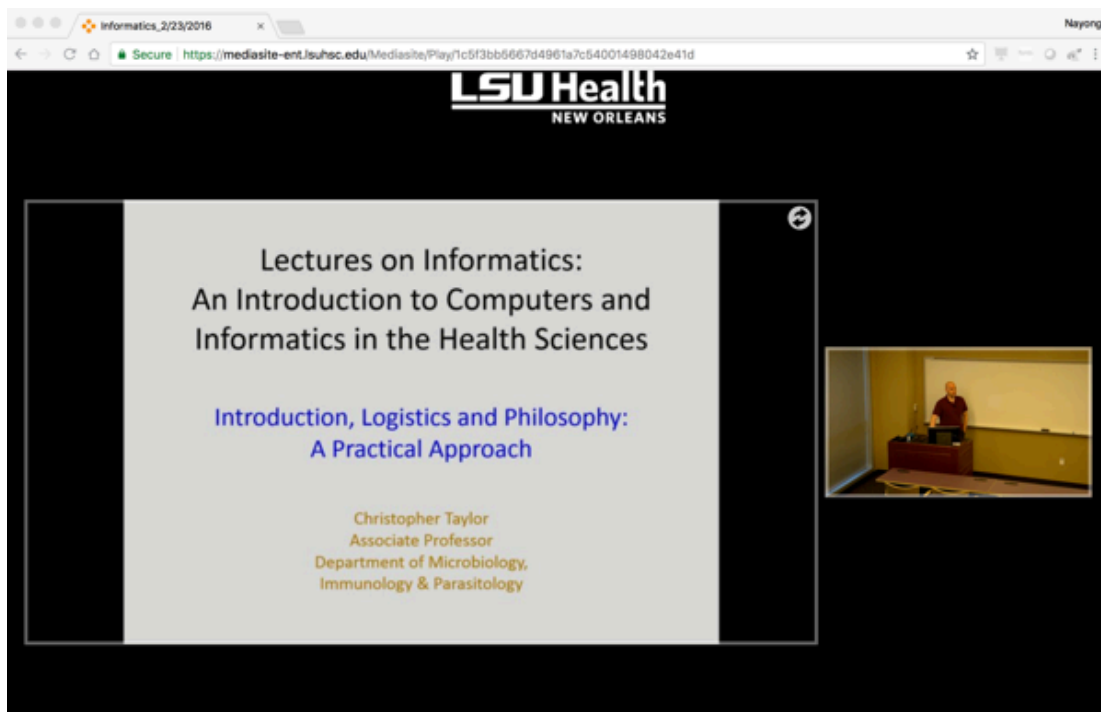 Informatics_2/23/2016
Nayong
Secure https://mediasite-ent.lsuhsc.edu/Mediasite/Play/1c5f3bb5667d4961a7c54001498042e41d
LSU Health
NEW ORLEANS
Lectures on Informatics:
An Introduction to Computers and
Informatics in the Health Sciences
Introduction, Logistics and Philosophy:
A Practical Approach
Christopher Taylor
Associate Professor
Department of Microbiology,
Immunology & Parasitology